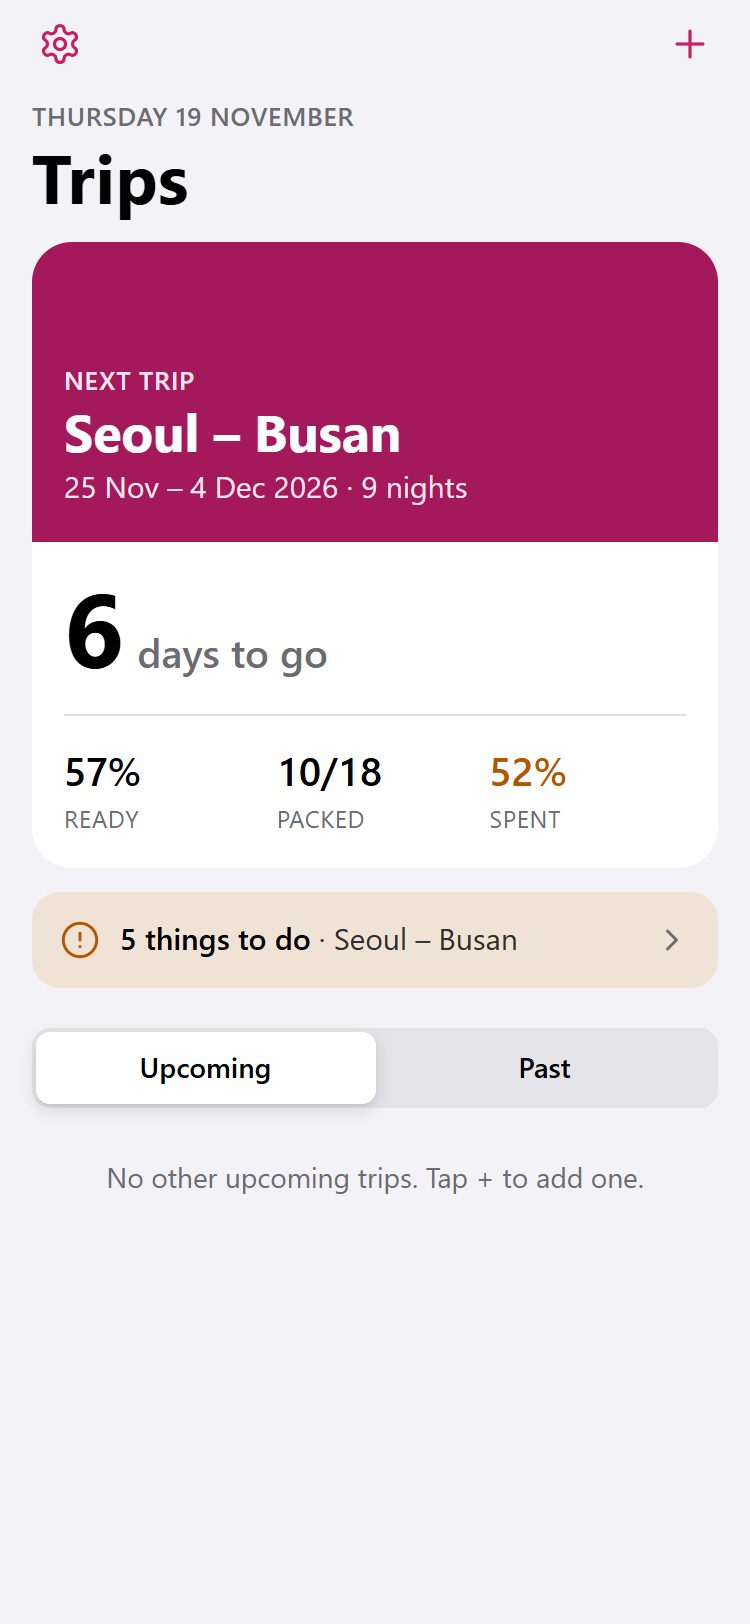 THURSDAY 19 NOVEMBER
Trips
NEXT TRIP
Seoul – Busan
25 Nov – 4 Dec 2026 · 9 nights
6 days to go
57% 10/18 52%
READY PACKED SPENT
5 things to do · Seoul – Busan
Upcoming Past
No other upcoming trips. Tap + to add one.